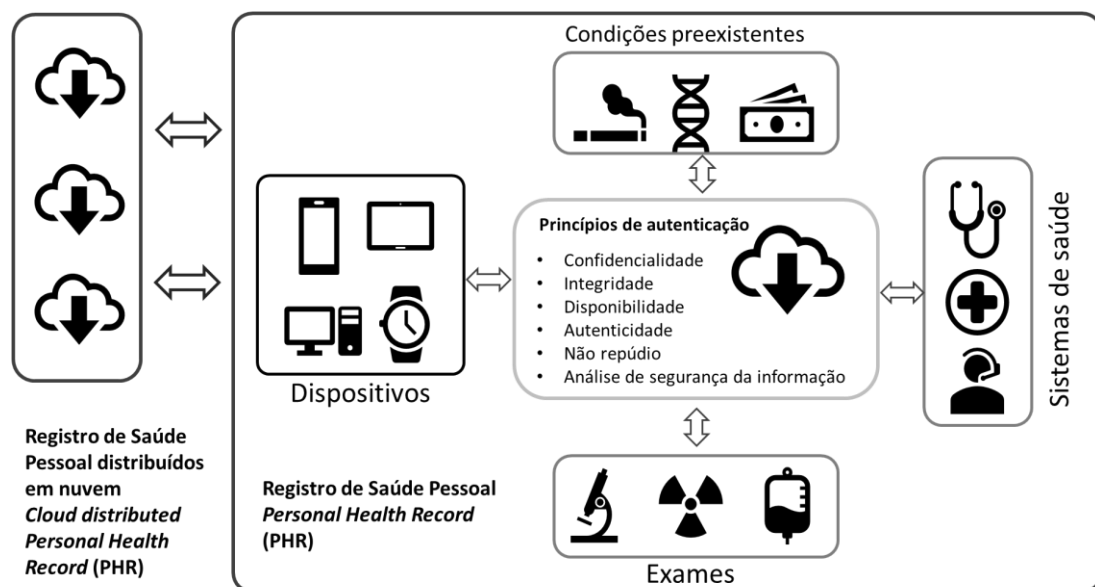 Condições preexistentes
Princípios de autenticação
• Confidencialidade
• Integridade
• Disponibilidade
• Autenticidade
• Não repúdio
• Análise de segurança da informação
Dispositivos
Sistemas de saúde
Registro de Saúde
Pessoal distribuídos
em nuvem
Cloud distributed
Personal Health
Record (PHR)
Registro de Saúde Pessoal
Personal Health Record
(PHR)
Exames